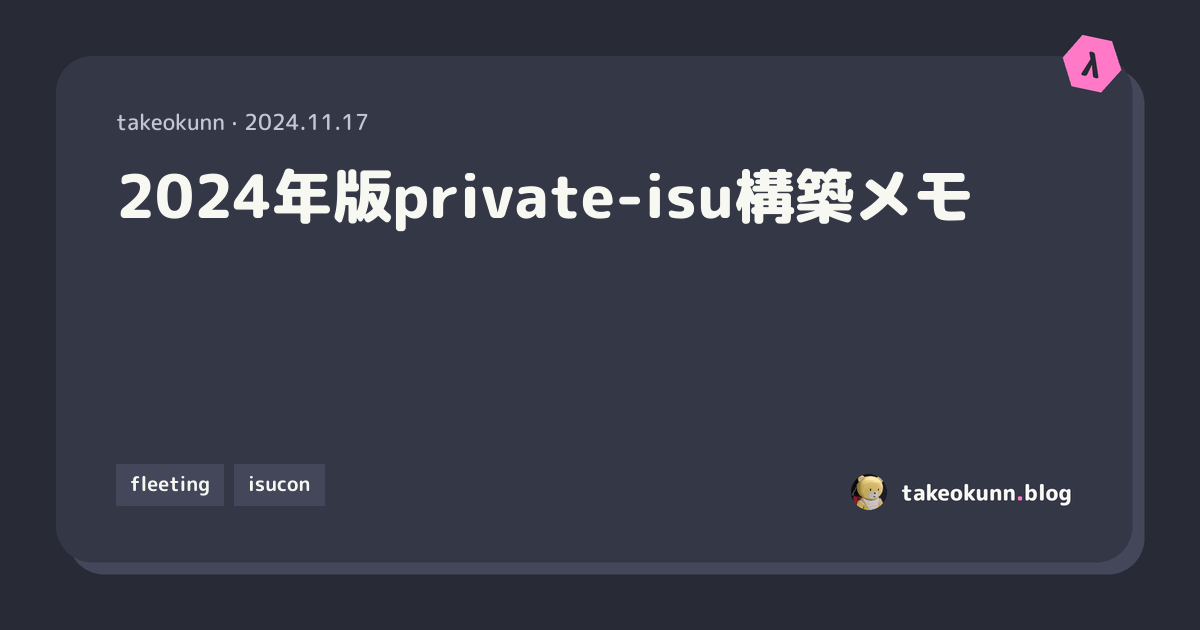 λ
takeokunn · 2024.11.17
2024年版private-isu構築メモ
fleeting
isucon
takeokunn.blog